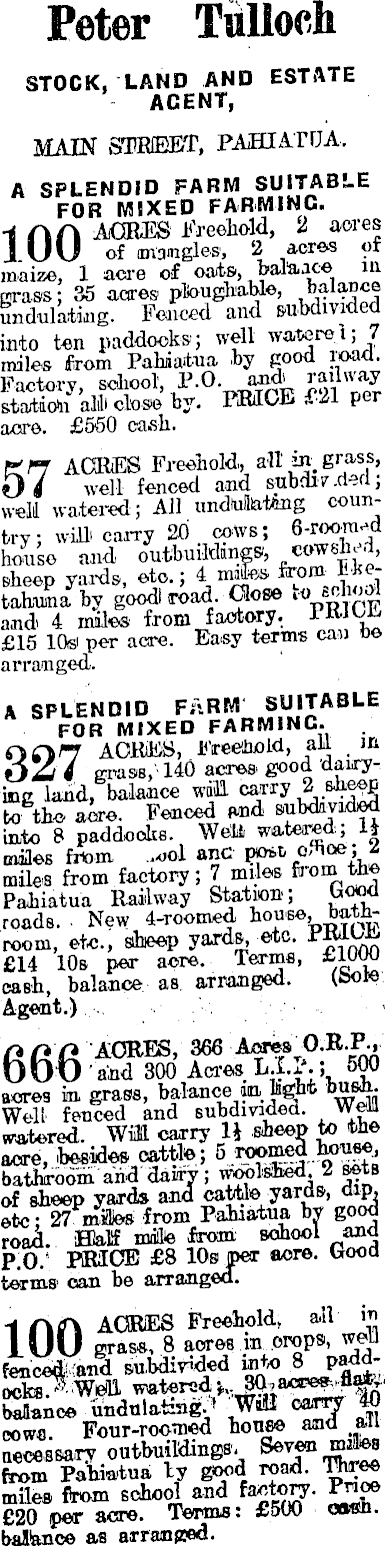 Peter Tulloch
STOCK, LAND AND ESTATE
AGENT,
MAIN STREET, PAHIATUA.
A SPLENDID FARM SUITABLE
FOR MIXED FARMING.
100 ACRES Freehold, 2 acres
of mangles, 2 acres of
maize, 1 acre of oats, balance in
grass; 35 acres ploughable, balance
undulating. Fenced and subdivided
into ten paddocks; well watered; 7
miles from Pahiatua by good road.
Factory, school, P.O. and railway
station all close by. PRICE £21 per
acre. £550 cash.
57 ACRES Freehold, all in grass,
well fenced and subdivided;
well watered; All undulating coun-
try; will carry 20 cows; 6-roomed
house and outbuildings, cowshed,
sheep yards, etc.; 4 miles from Eke-
tahuna by good road. Close to school
and 4 miles from factory. PRICE
£15 10s per acre. Easy terms can be
arranged.
A SPLENDID FARM SUITABLE
FOR MIXED FARMING.
327 ACRES, Freehold, all in
grass, 140 acres good dairy-
ing land, balance will carry 2 sheep
to the acre. Fenced and subdivided
into 8 paddocks. Well watered; 1½
miles from and post office; 2
miles from factory; 7 miles from the
Pahiatua Railway Station; Good
roads. New 4-roomed house, bath-
room, etc., sheep yards, etc. PRICE
£14 10s per acre. Terms, £1000
cash, balance as arranged. (Sole
Agent.)
666 ACRES, 366 Acres O.R.P.,
and 300 Acres L.I.P.; 500
acres in grass, balance in light bush.
Well fenced and subdivided. Well
watered. Will carry 1½ sheep to the
acre, besides cattle; 5 roomed house,
bathroom and dairy; woolshed, 2 sets
of sheep yards and cattle yards, dip,
etc; 27 miles from Pahiatua by good
road. Half mile from school and
P.O. PRICE £8 10s per acre. Good
terms can be arranged.
100 ACRES Freehold, all in
grass, 8 acres in crops, well
fenced and subdivided into 8 padd-
ocks. Well watered; 30 acres flat,
balance undulating. Will carry 40
cows. Four-roomed house and all
necessary outbuildings. Seven miles
from Pahiatua by good road. Three
miles from school and factory. Price
£20 per acre. Terms: £500 cash.
balance as arranged.